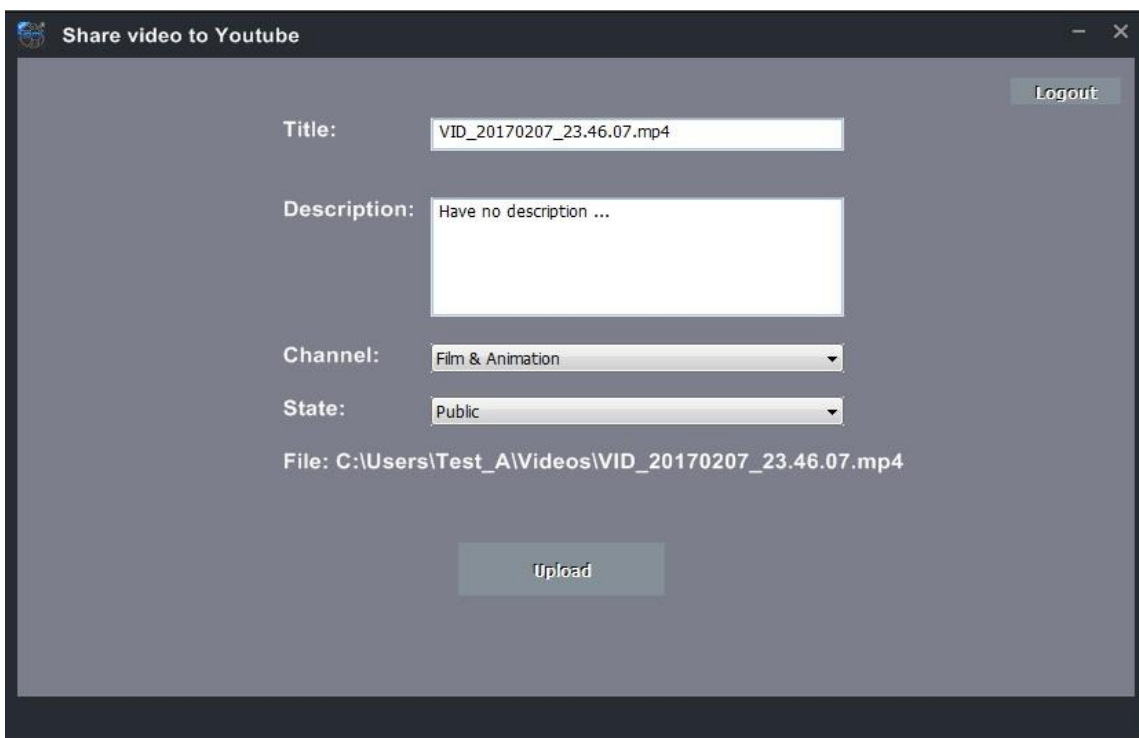 Share video to Youtube
Logout
Title: VID_20170207_23.46.07.mp4
Description: Have no description ...
Channel: Film & Animation
State: Public
File: C:\Users\Test_A\Videos\VID_20170207_23.46.07.mp4
Upload